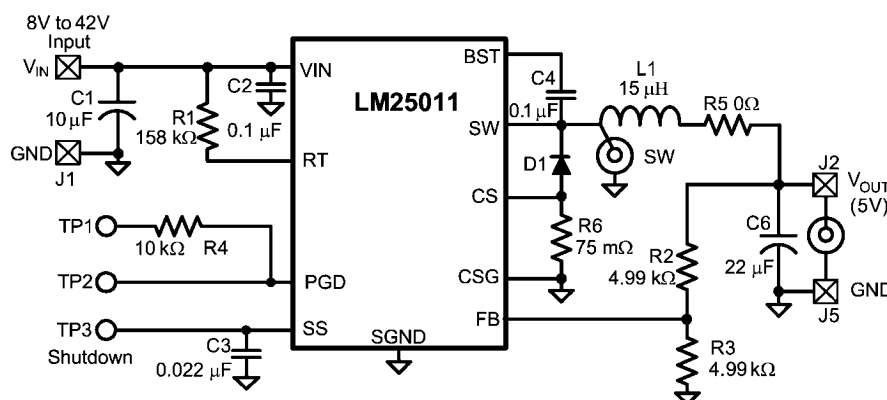 8V to 42V
Input
VIN
C1
10 μF
GND
J1
R1
158 kΩ
C2
0.1 μF
VIN
RT
LM25011
BST
SW
CS
CSG
FB
PGD
SS
SGND
TP1
10 kΩ R4
TP2
TP3
Shutdown
C3
0.022 μF
C4
0.1 μF
L1
15 μH
R5 0Ω
D1
SW
R6
75 mΩ
R2
4.99 kΩ
R3
4.99 kΩ
C6
22 μF
J2
VOUT
(5V)
GND
J5